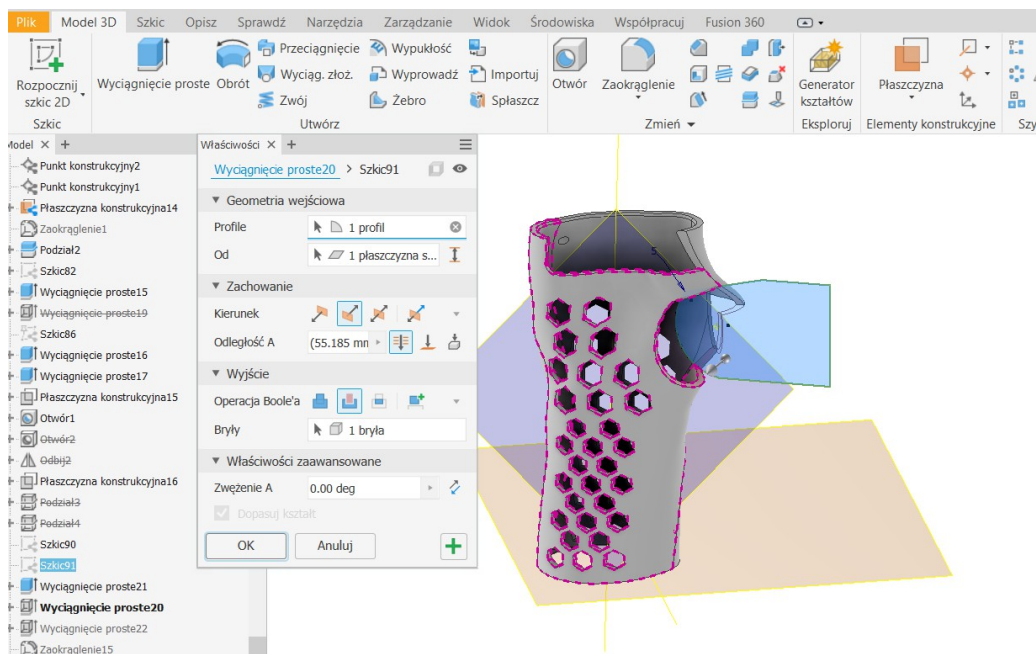 Plik Model 3D Szkic Opisz Sprawdź Narzędzia Zarządzanie Widok Środowiska Współpracuj Fusion 360
Rozpocznij szkic 2D
Wyciągnięcie proste
Obrót
Przeciągnięcie
Wypukłość
Wyciąg. złoż.
Wyprowadź
Importuj
Zwój
Żebro
Spłaszcz
Otwór
Zaokrąglenie
Generator kształtów
Płaszczyzna
Szkic
Utwórz
Zmień
Eksploruj
Elementy konstrukcyjne
Szy
Model × +
Punkt konstrukcyjny2
Punkt konstrukcyjny1
Płaszczyzna konstrukcyjna14
Zaokrąglenie1
Podział2
Szkic82
Wyciągnięcie proste15
Wyciągnięcie proste19
Szkic86
Wyciągnięcie proste16
Wyciągnięcie proste17
Płaszczyzna konstrukcyjna15
Otwór1
Otwór2
Odbij2
Płaszczyzna konstrukcyjna16
Podział3
Podział4
Szkic90
Szkic91
Wyciągnięcie proste21
Wyciągnięcie proste20
Wyciągnięcie proste22
Zaokrąglenie15
Właściwości × +
Wyciągnięcie proste20 > Szkic91
Geometria wejściowa
Profile 1 profil
Od 1 płaszczyzna s...
Zachowanie
Kierunek
Odległość A (55.185 mm
Wyjście
Operacja Boole'a
Bryły 1 bryła
Właściwości zaawansowane
Zwężenie A 0.00 deg
Dopasuj kształt
OK Anuluj
5